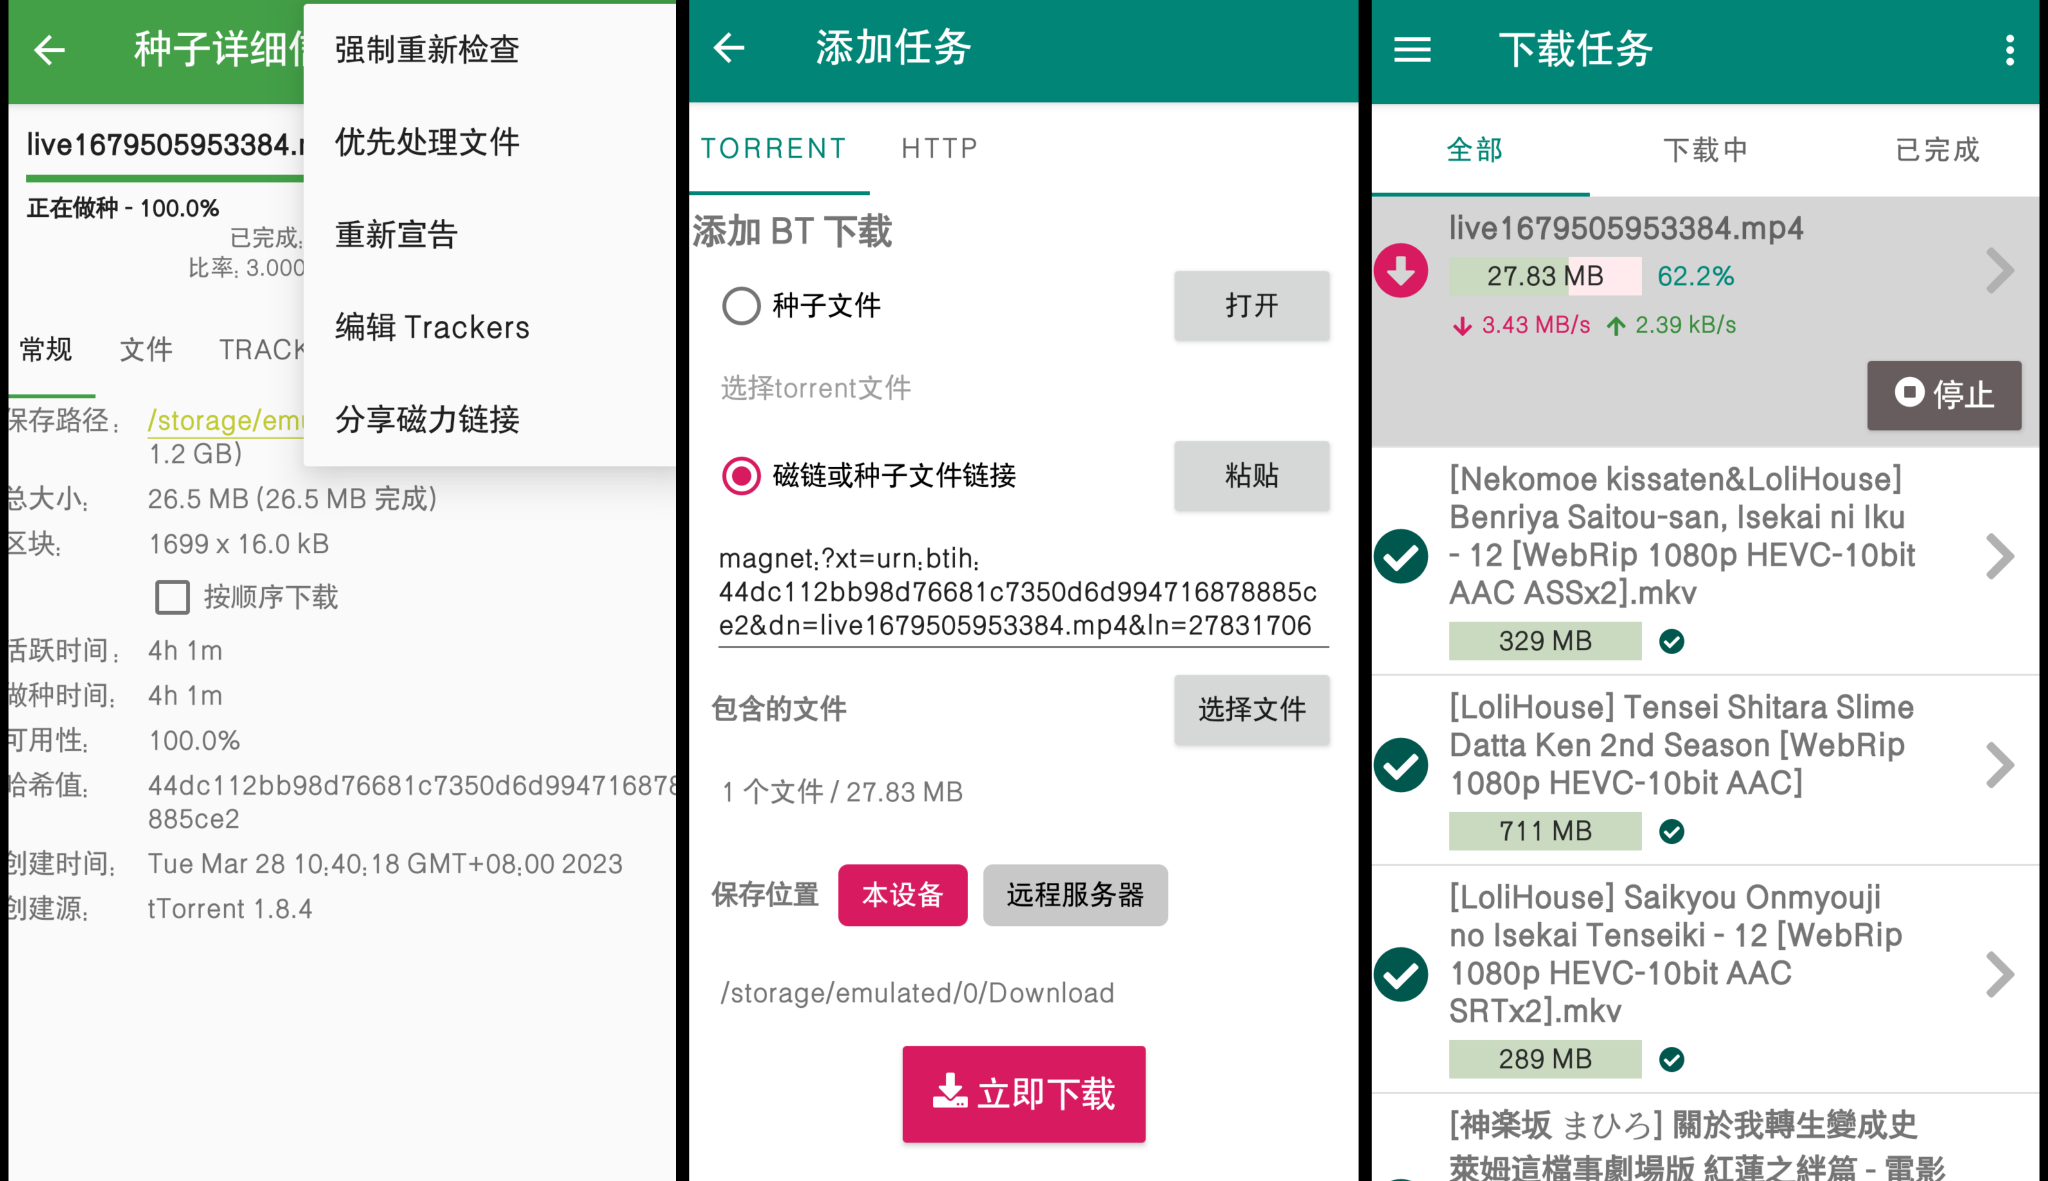 种子详细信
强制重新检查
优先处理文件
重新宣告
编辑 Trackers
分享磁力链接
live1679505953384.
正在做种 - 100.0%
已完成:
比率: 3.000
常规
文件
TRACK
保存路径:
/storage/emu
1.2 GB)
总大小:
26.5 MB (26.5 MB 完成)
区块:
1699 x 16.0 kB
按顺序下载
活跃时间:
4h 1m
做种时间:
4h 1m
可用性:
100.0%
哈希值:
44dc112bb98d76681c7350d6d994716878
885ce2
创建时间:
Tue Mar 28 10:40:18 GMT+08:00 2023
创建源:
tTorrent 1.8.4
添加任务
TORRENT
HTTP
添加 BT 下载
种子文件
打开
选择torrent文件
磁链或种子文件链接
粘贴
magnet:?xt=urn:btih:
44dc112bb98d76681c7350d6d994716878885c
e2&dn=live1679505953384.mp4&ln=27831706
包含的文件
选择文件
1 个文件 / 27.83 MB
保存位置
本设备
远程服务器
/storage/emulated/0/Download
立即下载
下载任务
全部
下载中
已完成
live1679505953384.mp4
27.83 MB
62.2%
3.43 MB/s
2.39 kB/s
停止
[Nekomoe kissaten&LoliHouse]
Benriya Saitou-san, Isekai ni Iku
- 12 [WebRip 1080p HEVC-10bit
AAC ASSx2].mkv
329 MB
[LoliHouse] Tensei Shitara Slime
Datta Ken 2nd Season [WebRip
1080p HEVC-10bit AAC]
711 MB
[LoliHouse] Saikyou Onmyouji
no Isekai Tenseiki - 12 [WebRip
1080p HEVC-10bit AAC
SRTx2].mkv
289 MB
[神楽坂 まひろ] 關於我轉生變成史
萊姆這檔事劇場版 紅蓮之絆篇 - 電影